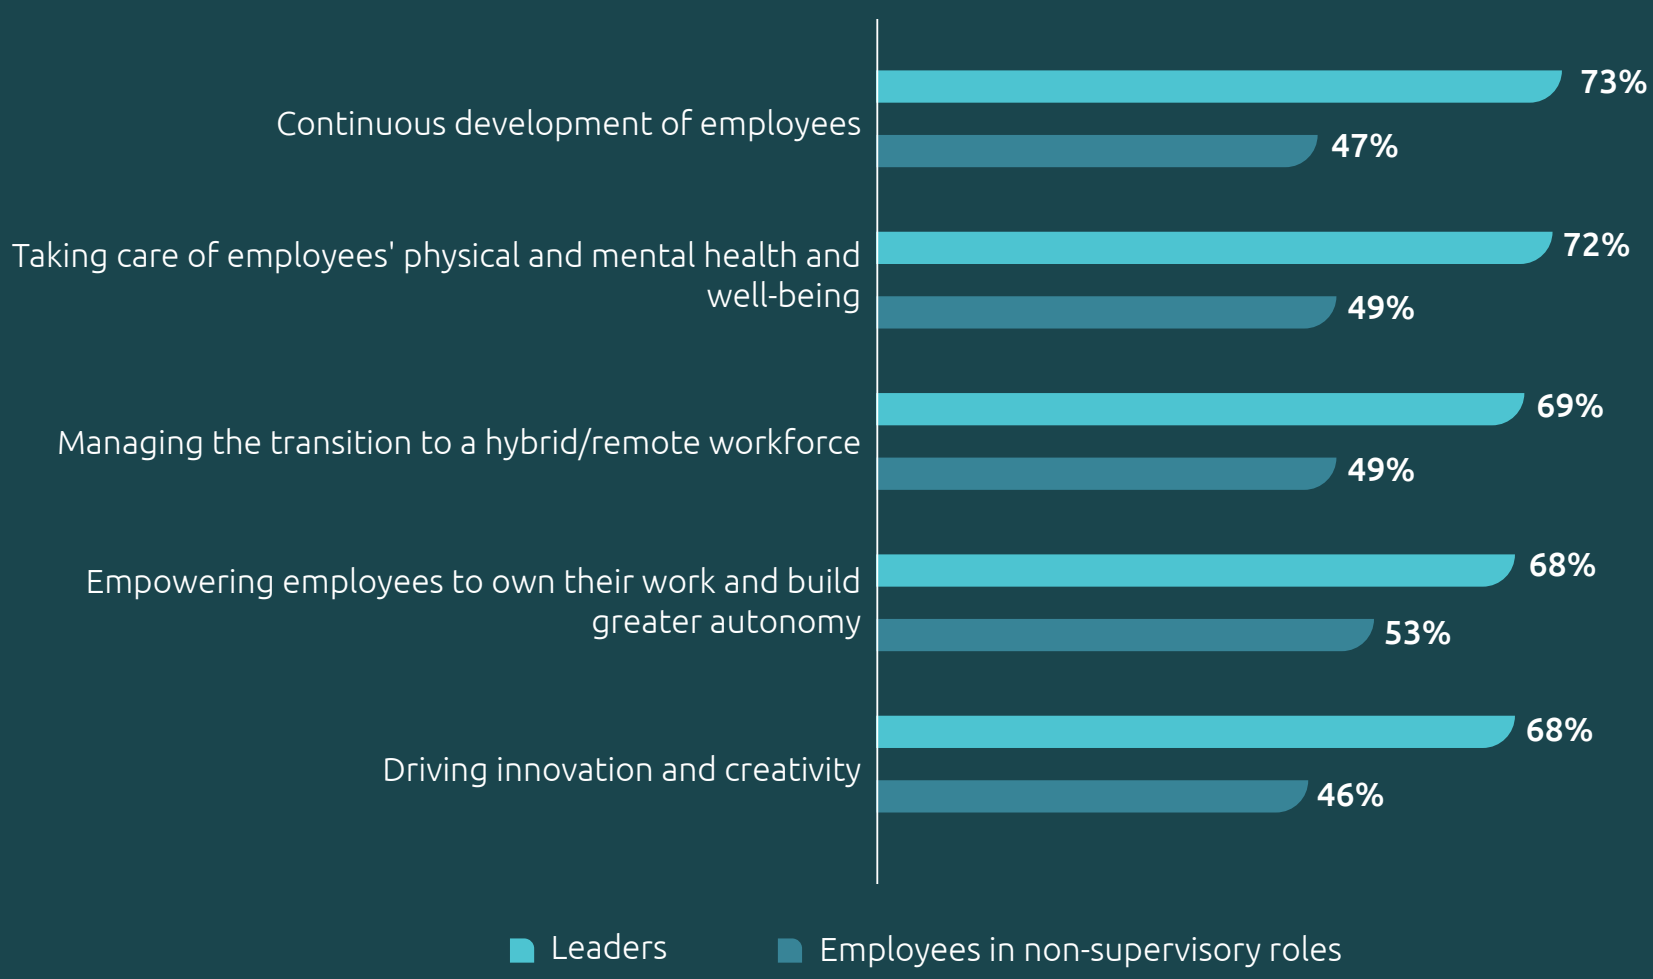 Continuous development of employees
73%
47%
Taking care of employees' physical and mental health and
well-being
72%
49%
Managing the transition to a hybrid/remote workforce
69%
49%
Empowering employees to own their work and build
greater autonomy
68%
53%
Driving innovation and creativity
68%
46%
Leaders
Employees in non-supervisory roles